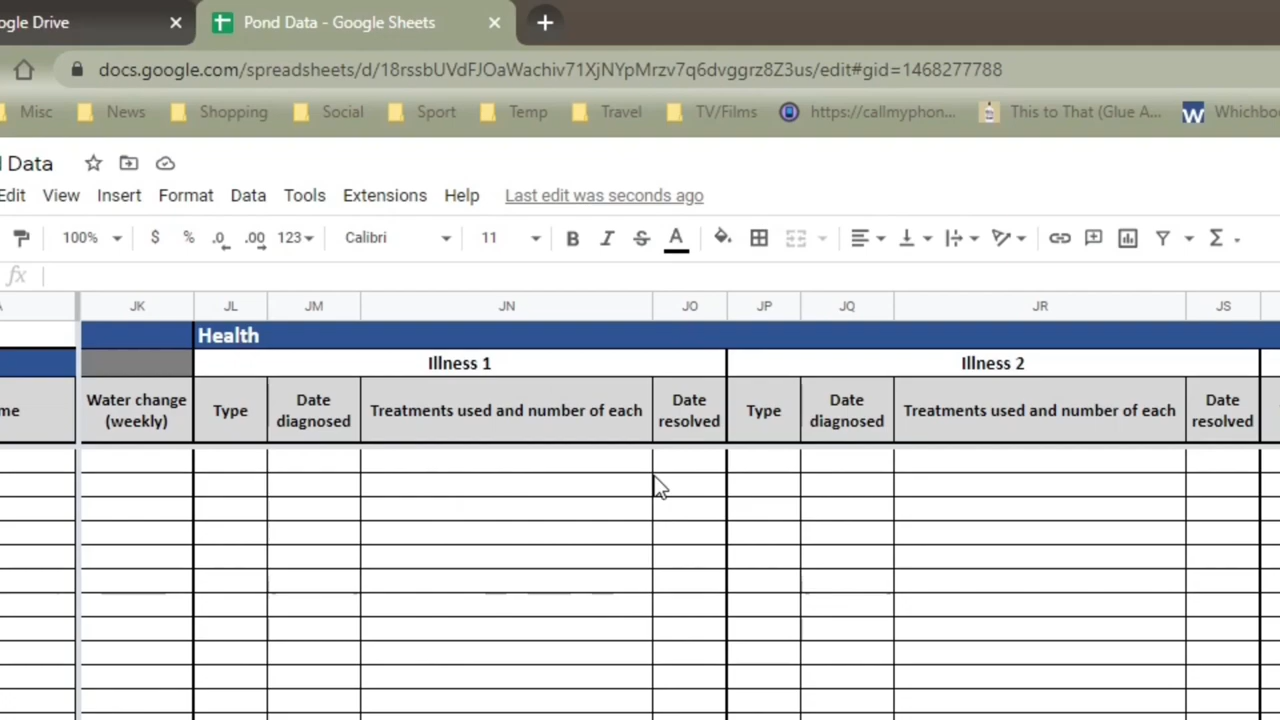 ogle Drive
Pond Data - Google Sheets
docs.google.com/spreadsheets/d/18rssbUVdFJOaWachiv71XjNYpMrzv7q6dvggrz8Z3us/edit#gid=1468277788
Misc News Shopping Social Sport Temp Travel TV/Films https://callmyphon... This to That (Glue A... Whichbo
Data
Edit View Insert Format Data Tools Extensions Help Last edit was seconds ago
100% $ % .0 .00 123 Calibri 11 B I S A Σ
fx
JK JL JM JN JO JP JQ JR JS
Health
Illness 1 Illness 2
me Water change (weekly) Type Date diagnosed Treatments used and number of each Date resolved Type Date diagnosed Treatments used and number of each Date resolved